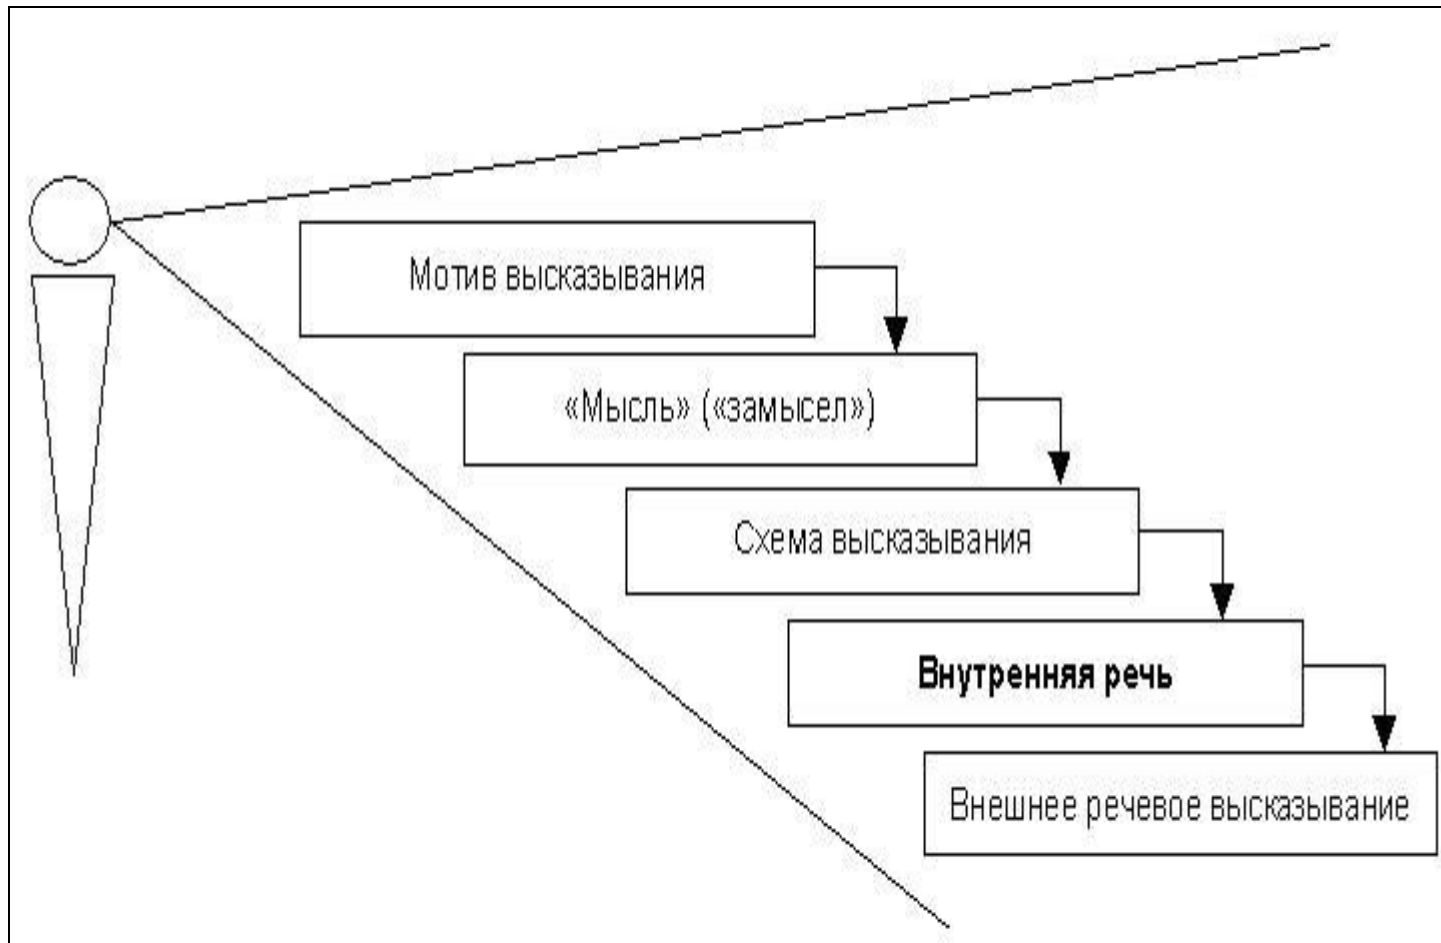 Мотив высказывания
«Мысль» («замысел»)
Схема высказывания
Внутренняя речь
Внешнее речевое высказывание